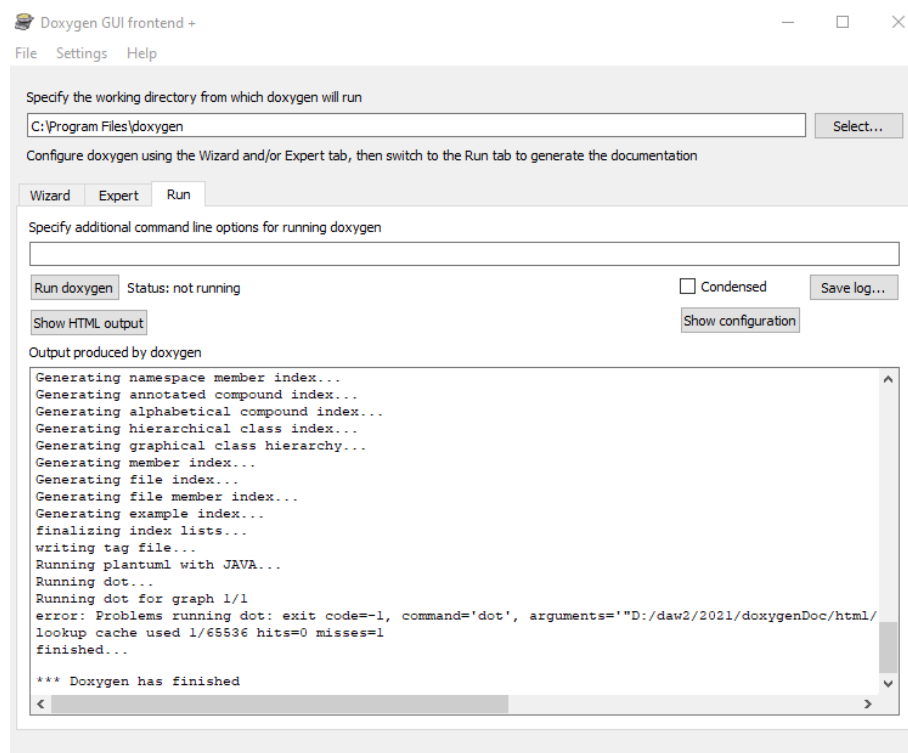 Doxygen GUI frontend +
File Settings Help
Specify the working directory from which doxygen will run
C:\Program Files\doxygen
Select...
Configure doxygen using the Wizard and/or Expert tab, then switch to the Run tab to generate the documentation
Wizard Expert Run
Specify additional command line options for running doxygen
Run doxygen Status: not running Condensed Save log...
Show HTML output Show configuration
Output produced by doxygen
Generating namespace member index...
Generating annotated compound index...
Generating alphabetical compound index...
Generating hierarchical class index...
Generating graphical class hierarchy...
Generating member index...
Generating file index...
Generating file member index...
Generating example index...
finalizing index lists...
writing tag file...
Running plantuml with JAVA...
Running dot...
Running dot for graph 1/1
error: Problems running dot: exit code=-1, command='dot', arguments='"D:/daw2/2021/doxygenDoc/html/
lookup cache used 1/65536 hits=0 misses=1
finished...
*** Doxygen has finished